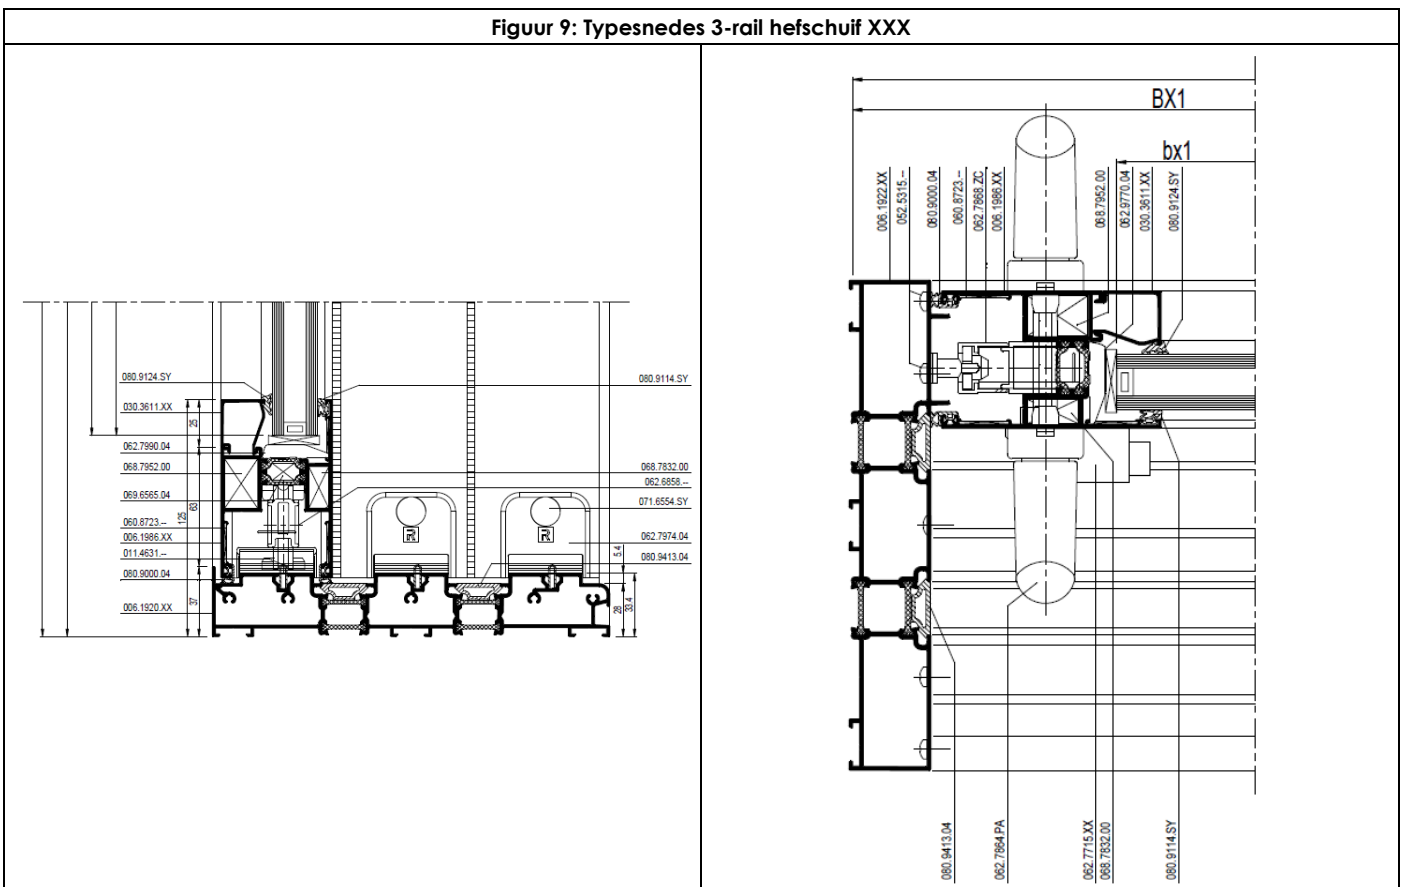 Figuur 9: Typesnedes 3-rail hefschuif XXX
080.9124.SY
030.3611.XX
062.7990.04
068.7952.00
069.6565.04
060.8723.--
006.1986.XX
011.4631.--
080.9000.04
006.1920.XX
25
63
125
37
080.9114.SY
068.7832.00
062.6858.--
071.6554.SY
062.7974.04
080.9413.04
5.4
28
33.4
R
R
BX1
bx1
006.1922.XX
052.5315.--
080.9000.04
060.8723.--
062.7868.ZC
006.1986.XX
068.7952.00
062.9770.04
030.3611.XX
080.9124.SY
080.9413.04
062.7864.PA
062.7715.XX
068.7832.00
080.9114.SY